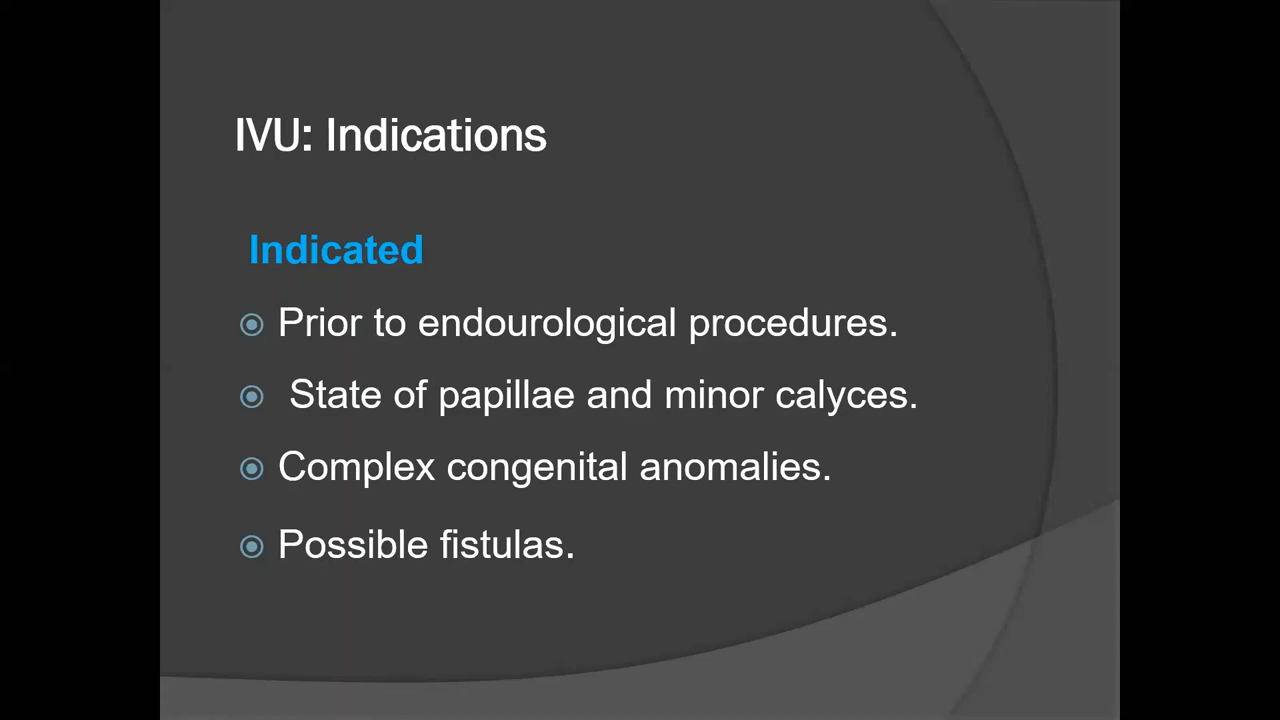 IVU: Indications
Indicated
Prior to endourological procedures.
State of papillae and minor calyces.
Complex congenital anomalies.
Possible fistulas.